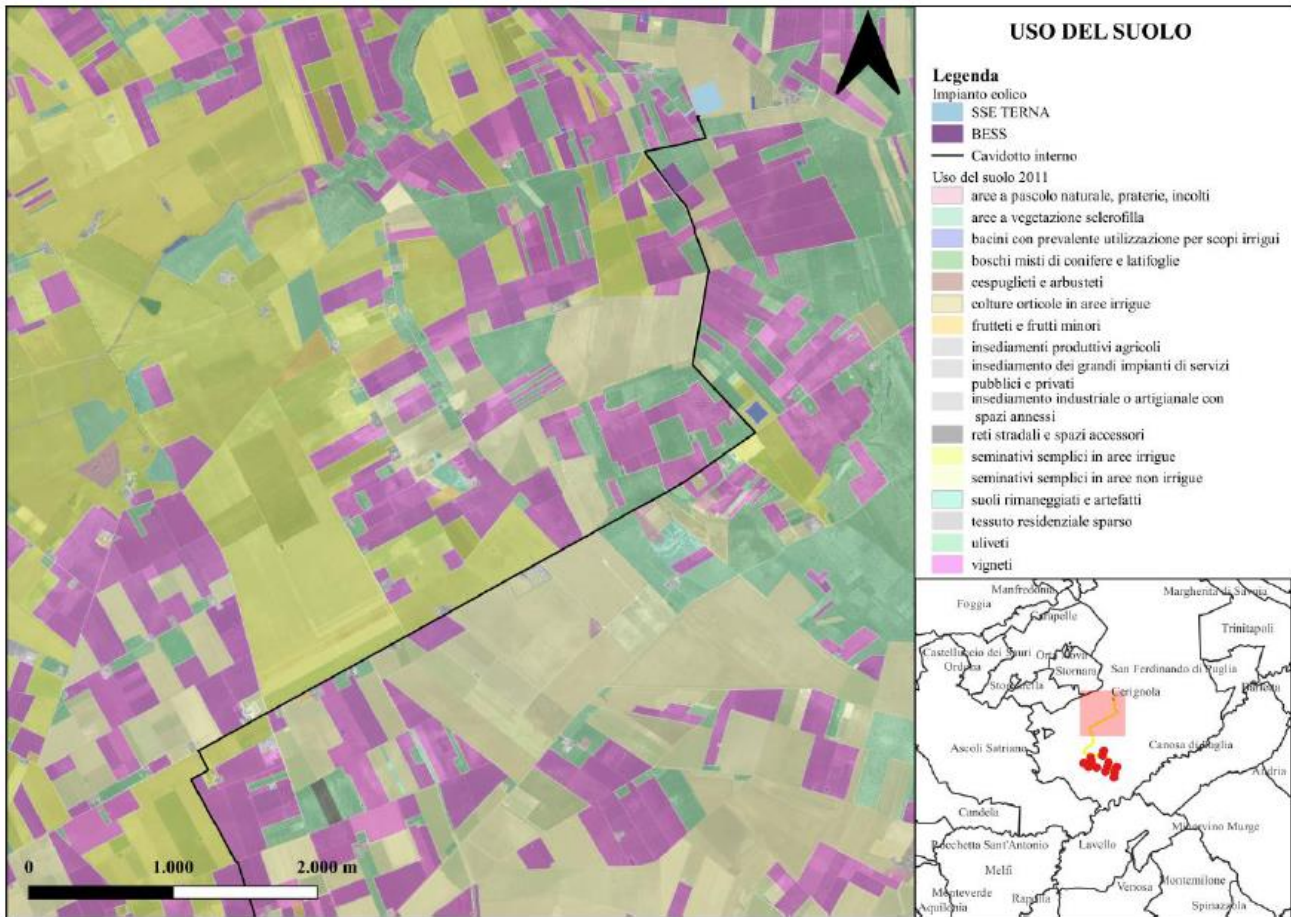 USO DEL SUOLO
Legenda
Impianto eolico
SSE TERNA
BESS
Cavidotto interno
Uso del suolo 2011
aree a pascolo naturale, praterie, incolti
aree a vegetazione sclerofilla
bacini con prevalente utilizzazione per scopi irrigui
boschi misti di conifere e latifoglie
cespuglieti e arbusteti
colture orticole in aree irrigue
frutteti e frutti minori
insediamenti produttivi agricoli
insediamento dei grandi impianti di servizi
pubblici e privati
insediamento industriale o artigianale con
spazi annessi
reti stradali e spazi accessori
seminativi semplici in aree irrigue
seminativi semplici in aree non irrigue
suoli rimaneggiati e artefatti
tessuto residenziale sparso
uliveti
vigneti
0 1.000 2.000 m
Manfredonia
Margherita di Savoia
Foggia
Carapelle
Trinitapoli
Castelluccio dei Sauri
Orta Nova
Ordona
Stornara
San Ferdinando di Puglia
Stornarella
Cerignola
Barletta
Ascoli Satriano
Canosa di Puglia
Andria
Candela
Minervino Murge
Rocchetta Sant'Antonio
Lavello
Melfi
Montemilone
Monteverde
Venosa
Aquilonia
Rapolla
Spinazzola